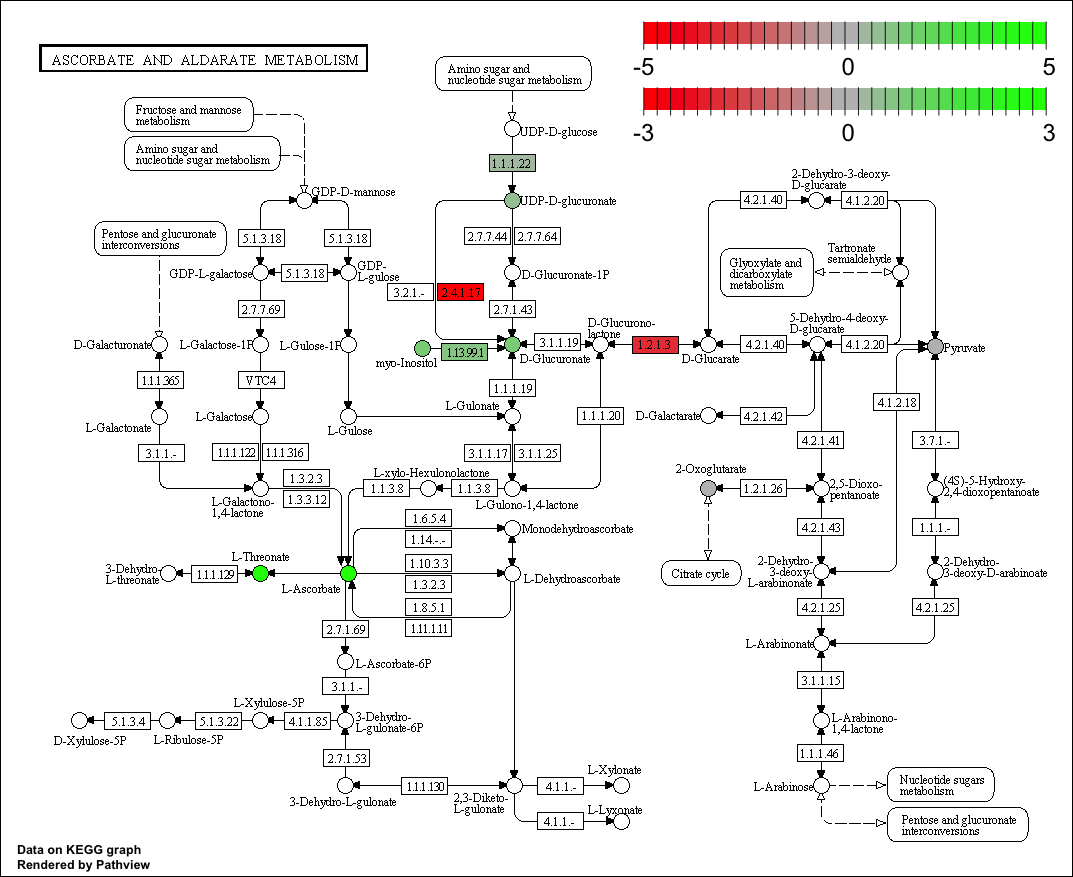 ASCORBATE AND ALDARATE METABOLISM
-5 0 5
-3 0 3
Amino sugar and
nucleotide sugar metabolism
Fructose and mannose
metabolism
Amino sugar and
nucleotide sugar metabolism
UDP-D-glucose
1.1.1.22
GDP-D-mannose
UDP-D-glucuronate
2-Dehydro-3-deoxy-
D-glucarate
4.2.1.40
4.1.2.20
Pentose and glucuronate
interconversions
5.1.3.18
5.1.3.18
2.7.7.44
2.7.7.64
Tartronate
semialdehyde
Glyoxylate and
dicarboxylate
metabolism
GDP-L-galactose
5.1.3.18
GDP-
L-gulose
D-Glucuronate-1P
3.2.1.-
2.4.1.17
2.7.7.69
2.7.1.43
D-Glucurono-
lactone
5-Dehydro-4-deoxy-
D-glucarate
D-Galacturonate
L-Galactose-1P
L-Gulose-1P
myo-Inositol
1.13.99.1
D-Glucuronate
3.1.1.19
1.2.1.3
D-Glucarate
4.2.1.40
4.1.2.20
Pyruvate
1.1.1.365
VTC4
1.1.1.19
4.1.2.18
L-Galactonate
L-Galactose
L-Gulose
L-Gulonate
1.1.1.20
D-Galactarate
4.2.1.42
3.1.1.-
1.1.1.122
1.1.1.316
3.1.1.17
3.1.1.25
4.2.1.41
3.7.1.-
L-Galactono-
1,4-lactone
1.3.2.3
1.3.3.12
L-xylo-Hexulonolactone
1.1.3.8
1.1.3.8
L-Gulono-1,4-lactone
2-Oxoglutarate
1.2.1.26
2,5-Dioxo-
pentanoate
(4S)-5-Hydroxy-
2,4-dioxopentanoate
1.6.5.4
1.14.-.-
Monodehydroascorbate
4.2.1.43
1.1.1.-
3-Dehydro-
L-threonate
1.1.1.129
L-Threonate
L-Ascorbate
1.10.3.3
1.3.2.3
L-Dehydroascorbate
Citrate cycle
2-Dehydro-
3-deoxy-
L-arabinonate
2-Dehydro-
3-deoxy-D-arabinoate
1.8.5.1
1.11.1.11
4.2.1.25
4.2.1.25
2.7.1.69
L-Arabinonate
L-Ascorbate-6P
3.1.1.-
3.1.1.15
L-Xylulose-5P
D-Xylulose-5P
5.1.3.4
L-Ribulose-5P
5.1.3.22
4.1.1.85
3-Dehydro-
L-gulonate-6P
L-Arabinono-
1,4-lactone
2.7.1.53
1.1.1.46
3-Dehydro-L-gulonate
1.1.1.130
2,3-Diketo-
L-gulonate
4.1.1.-
L-Xylonate
4.1.1.-
L-Lyxonate
L-Arabinose
Nucleotide sugars
metabolism
Pentose and glucuronate
interconversions
Data on KEGG graph
Rendered by Pathview